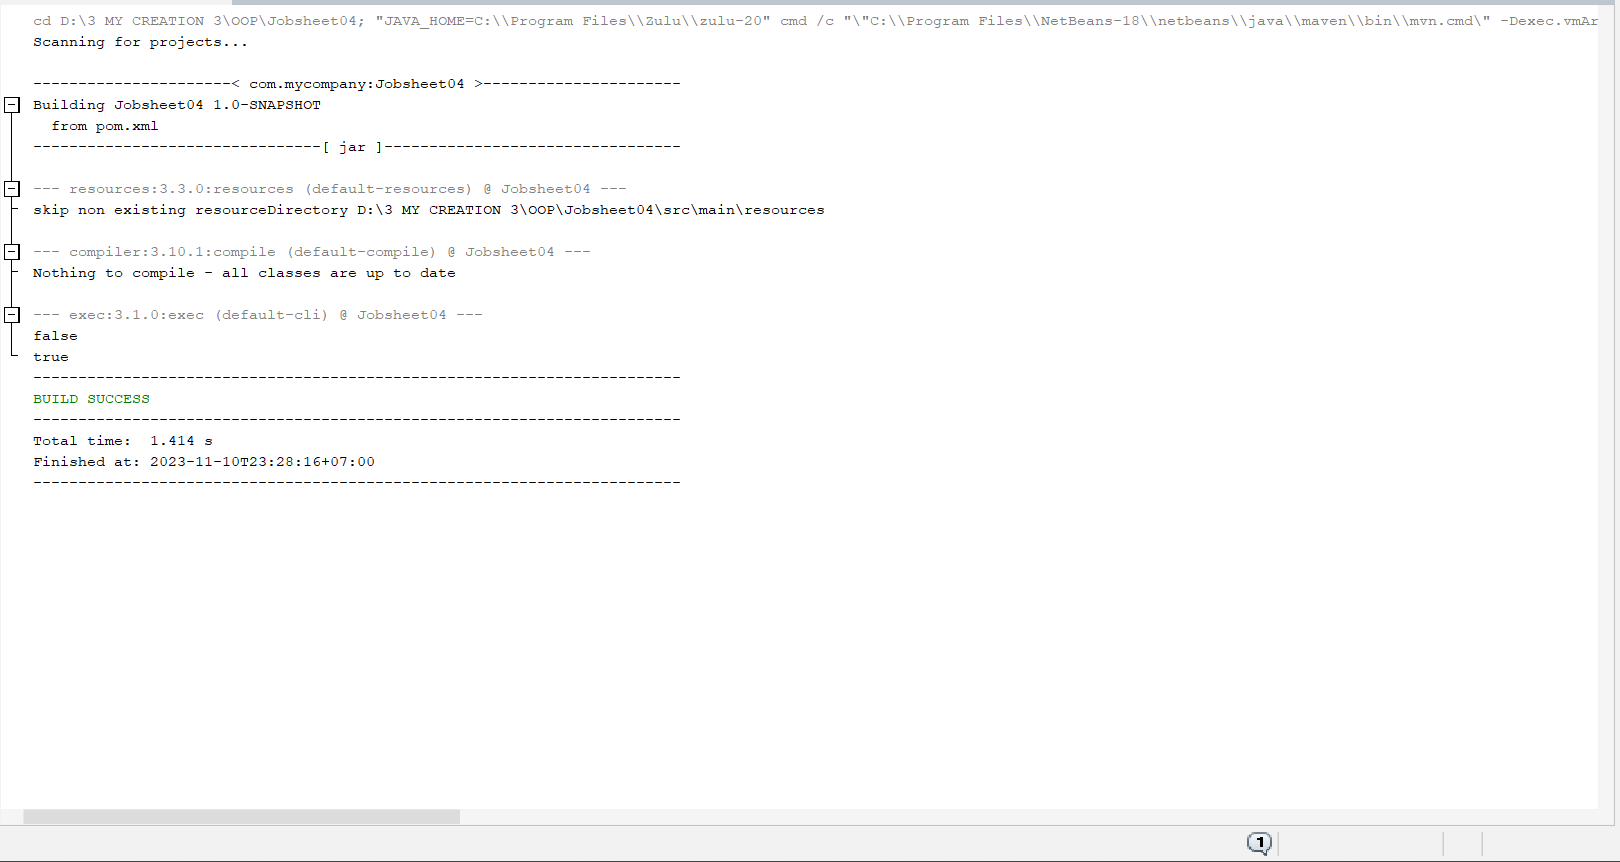 cd D:\3 MY CREATION 3\OOP\Jobsheet04; "JAVA_HOME=C:\\Program Files\\Zulu\\zulu-20" cmd /c "\"C:\\Program Files\\NetBeans-18\\netbeans\\java\\maven\\bin\\mvn.cmd\" -Dexec.vmAr
Scanning for projects...
----------------------< com.mycompany:Jobsheet04 >----------------------
Building Jobsheet04 1.0-SNAPSHOT
  from pom.xml
--------------------------------[ jar ]---------------------------------
--- resources:3.3.0:resources (default-resources) @ Jobsheet04 ---
skip non existing resourceDirectory D:\3 MY CREATION 3\OOP\Jobsheet04\src\main\resources
--- compiler:3.10.1:compile (default-compile) @ Jobsheet04 ---
Nothing to compile - all classes are up to date
--- exec:3.1.0:exec (default-cli) @ Jobsheet04 ---
false
true
------------------------------------------------------------------------
BUILD SUCCESS
------------------------------------------------------------------------
Total time:  1.414 s
Finished at: 2023-11-10T23:28:16+07:00
------------------------------------------------------------------------
1